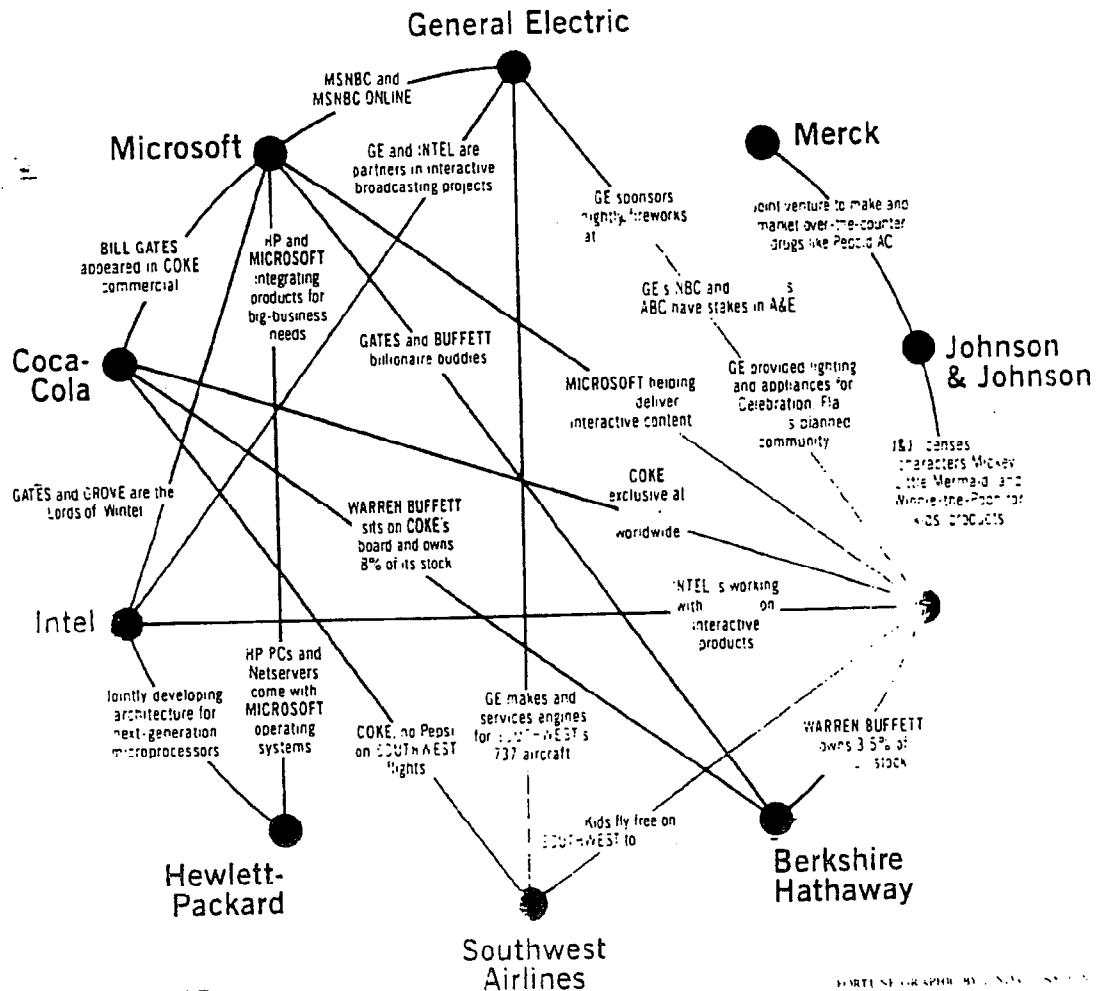 General Electric
MSNBC and
MSNBC ONLINE
Microsoft
GE and INTEL are
partners in interactive
broadcasting projects
Merck
GE sponsors
nightly fireworks
at
Joint venture to make and
market over-the-counter
drugs like Pepcid AC
BILL GATES
appeared in COKE
commercial
HP and
MICROSOFT
integrating
products for
big-business
needs
GE's NBC and s
ABC have stakes in A&E
GATES and BUFFETT
billionaire buddies
Coca-
Cola
Johnson
& Johnson
MICROSOFT helping
deliver
interactive content
GE provided lighting
and appliances for
Celebration, Fla
s planned
community
J&J licenses
characters Mickey
Little Mermaid, and
Winnie-the-Pooh for
kids' products
GATES and GROVE are the
Lords of Wintel
WARREN BUFFETT
sits on COKE's
board and owns
8% of its stock
COKE
exclusive at
worldwide
Intel
INTEL is working
with on
interactive
products
Jointly developing
architecture for
next-generation
microprocessors
HP PCs and
Netservers
come with
MICROSOFT
operating
systems
COKE, no Pepsi
on SOUTHWEST
flights
GE makes and
services engines
for SOUTHWEST's
737 aircraft
WARREN BUFFETT
owns 3.5% of
stock
Kids fly free on
SOUTHWEST to
Hewlett-
Packard
Berkshire
Hathaway
Southwest
Airlines
FORTUNE GRAPHIC BY